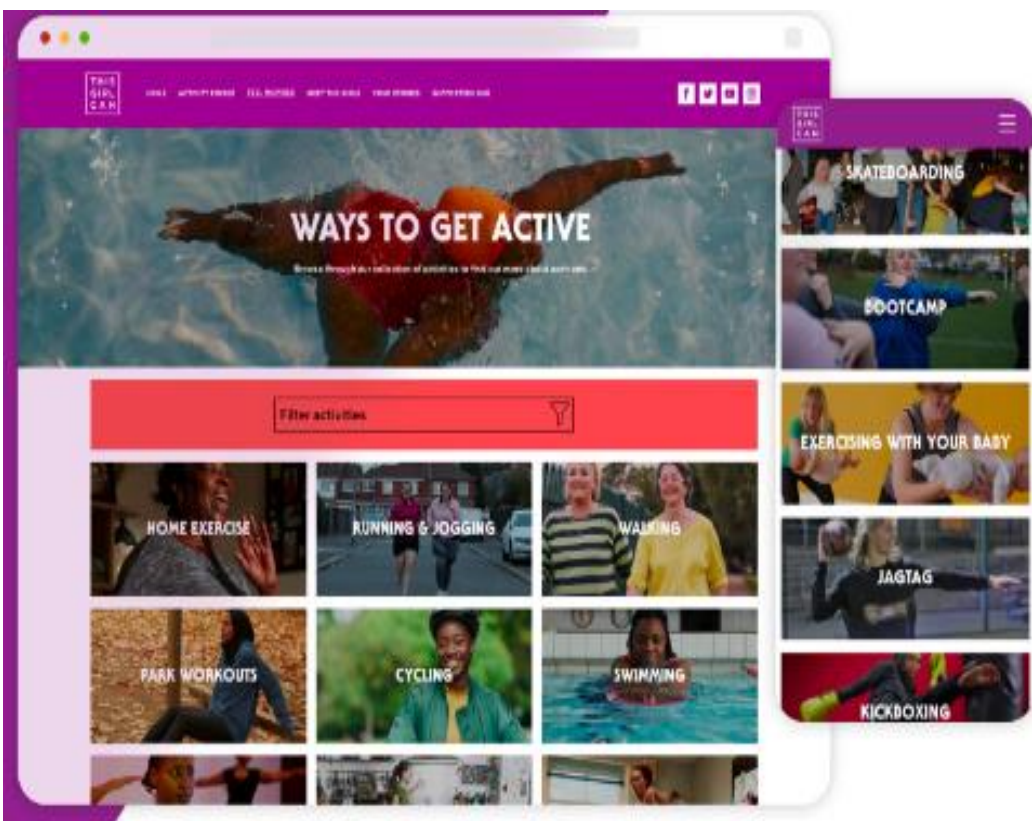 THIS
GIRL
CAN
WAYS TO GET ACTIVE
Filter activities
HOME EXERCISE
RUNNING & JOGGING
WALKING
PARK WORKOUTS
CYCLING
SWIMMING
THIS
GIRL
CAN
SKATEBOARDING
BOOTCAMP
EXERCISING WITH YOUR BABY
JAGTAG
KICKBOXING